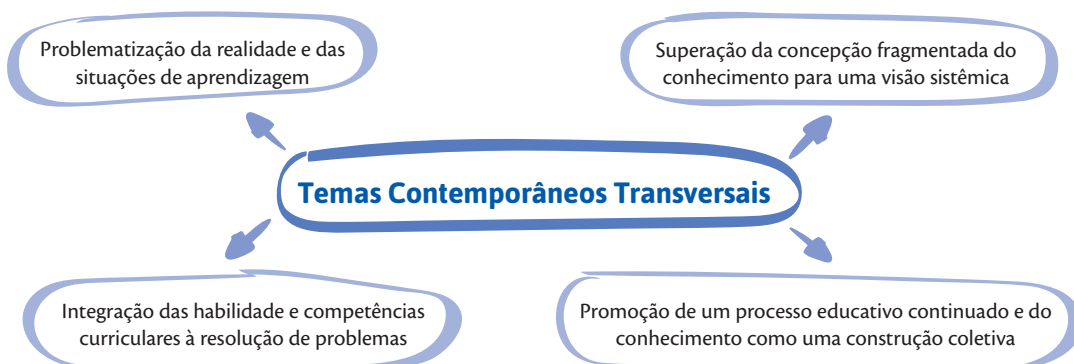 Problematização da realidade e das
situações de aprendizagem
Superação da concepção fragmentada do
conhecimento para uma visão sistêmica
Temas Contemporâneos Transversais
Integração das habilidade e competências
curriculares à resolução de problemas
Promoção de um processo educativo continuado e do
conhecimento como uma construção coletiva